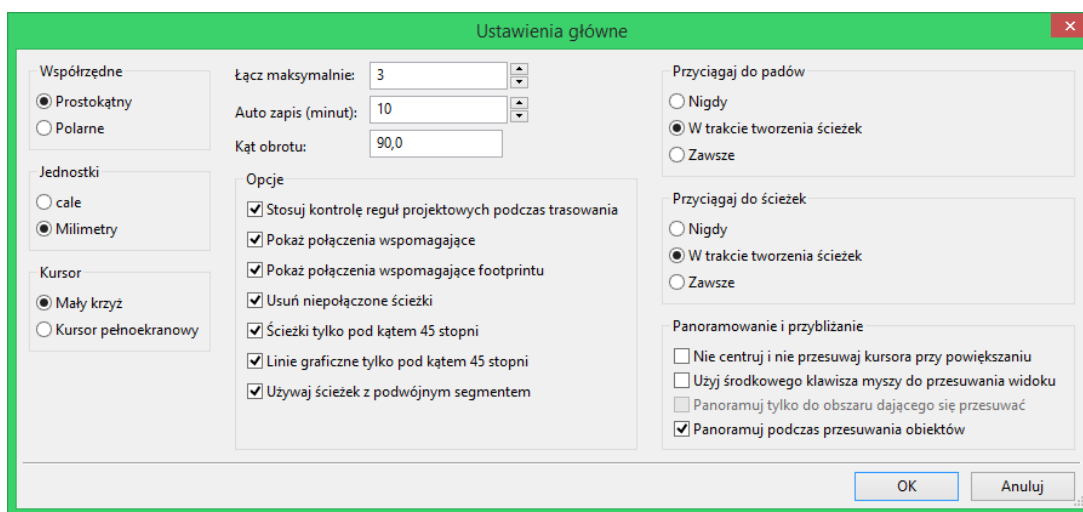 Ustawienia główne
Współrzędne
Prostokątny
Polarne
Jednostki
cale
Milimetry
Kursor
Mały krzyż
Kursor pełnoekranowy
Łącz maksymalnie: 3
Auto zapis (minut): 10
Kąt obrotu: 90,0
Opcje
Stosuj kontrolę reguł projektowych podczas trasowania
Pokaż połączenia wspomagające
Pokaż połączenia wspomagające footprintu
Usuń niepołączone ścieżki
Ścieżki tylko pod kątem 45 stopni
Linie graficzne tylko pod kątem 45 stopni
Używaj ścieżek z podwójnym segmentem
Przyciągaj do padów
Nigdy
W trakcie tworzenia ścieżek
Zawsze
Przyciągaj do ścieżek
Nigdy
W trakcie tworzenia ścieżek
Zawsze
Panoramowanie i przybliżanie
Nie centruj i nie przesuwaj kursora przy powiększaniu
Użyj środkowego klawisza myszy do przesuwania widoku
Panoramuj tylko do obszaru dającego się przesuwać
Panoramuj podczas przesuwania obiektów
OK
Anuluj